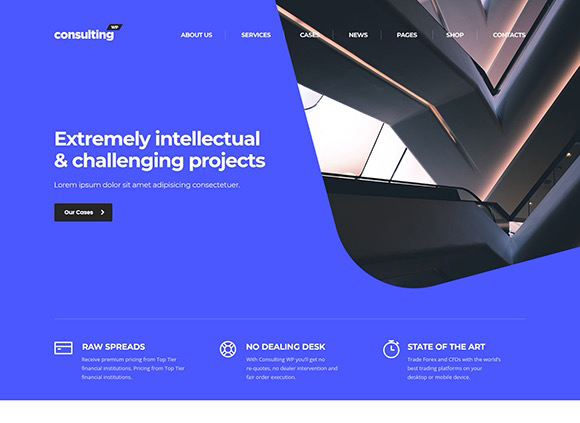 consulting WP
ABOUT US SERVICES CASES NEWS PAGES SHOP CONTACTS
Extremely intellectual
& challenging projects
Lorem ipsum dolor sit amet adipisicing consectetuer.
Our Cases
RAW SPREADS
Receive premium pricing from Top Tier
financial institutions, Pricing from Top Tier
financial institutions.
NO DEALING DESK
With Consulting WP you'll get no
re-quotes, no dealer intervention and
fair order execution.
STATE OF THE ART
Trade Forex and CFDs with the world's
best trading platforms on your
desktop or mobile device.